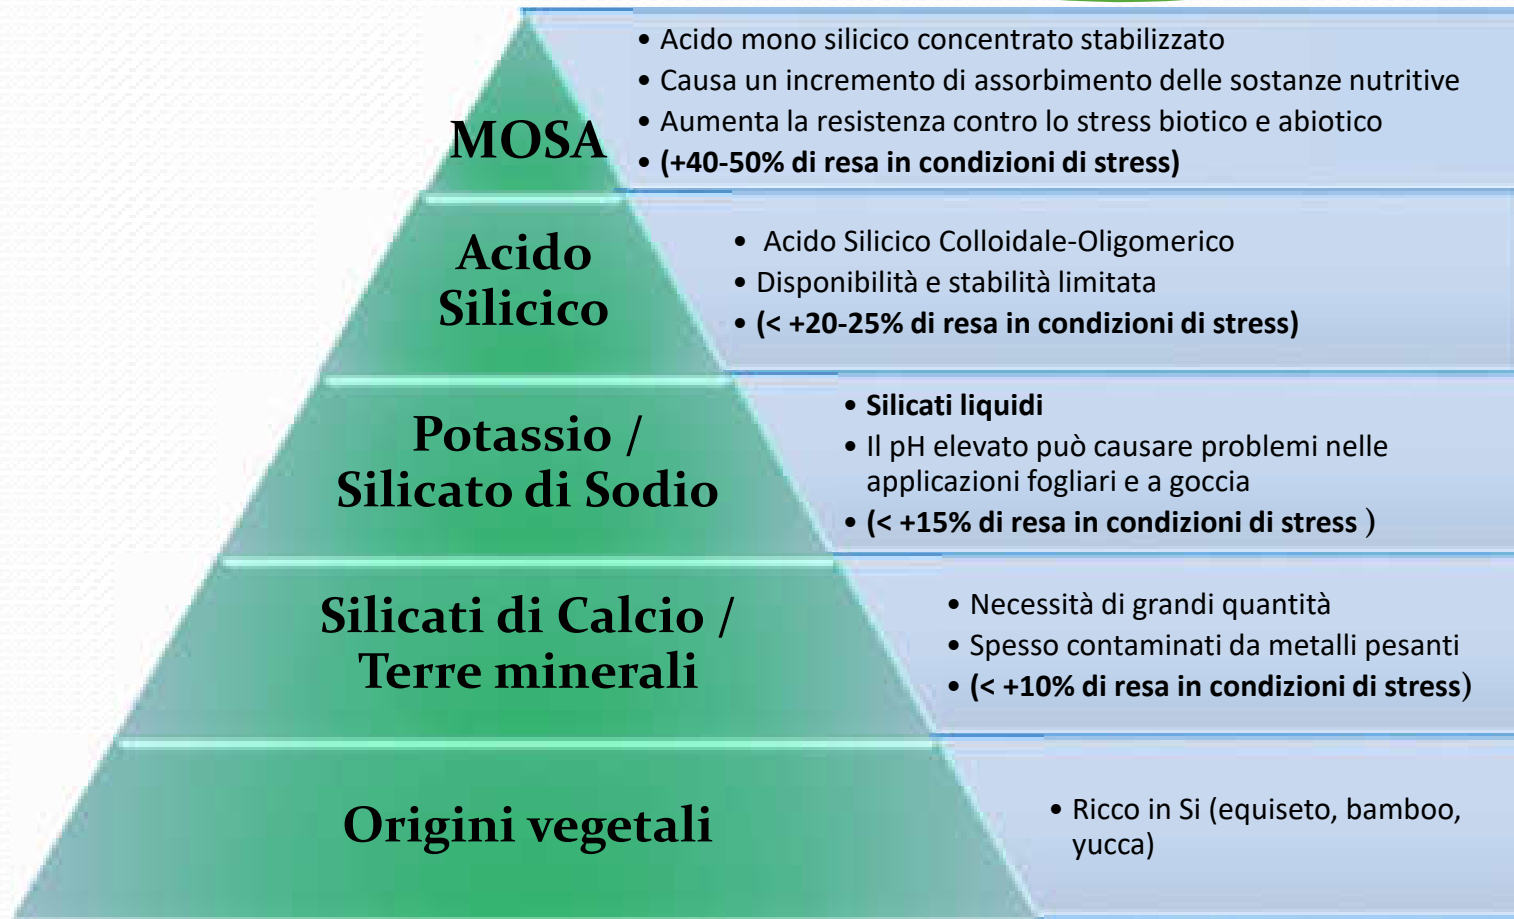 MOSA
• Acido mono silicico concentrato stabilizzato
• Causa un incremento di assorbimento delle sostanze nutritive
• Aumenta la resistenza contro lo stress biotico e abiotico
• (+40-50% di resa in condizioni di stress)
Acido
Silicico
• Acido Silicico Colloidale-Oligomerico
• Disponibilità e stabilità limitata
• (< +20-25% di resa in condizioni di stress)
Potassio /
Silicato di Sodio
• Silicati liquidi
• Il pH elevato può causare problemi nelle
applicazioni fogliari e a goccia
• (< +15% di resa in condizioni di stress )
Silicati di Calcio /
Terre minerali
• Necessità di grandi quantità
• Spesso contaminati da metalli pesanti
• (< +10% di resa in condizioni di stress)
Origini vegetali
• Ricco in Si (equiseto, bamboo,
yucca)